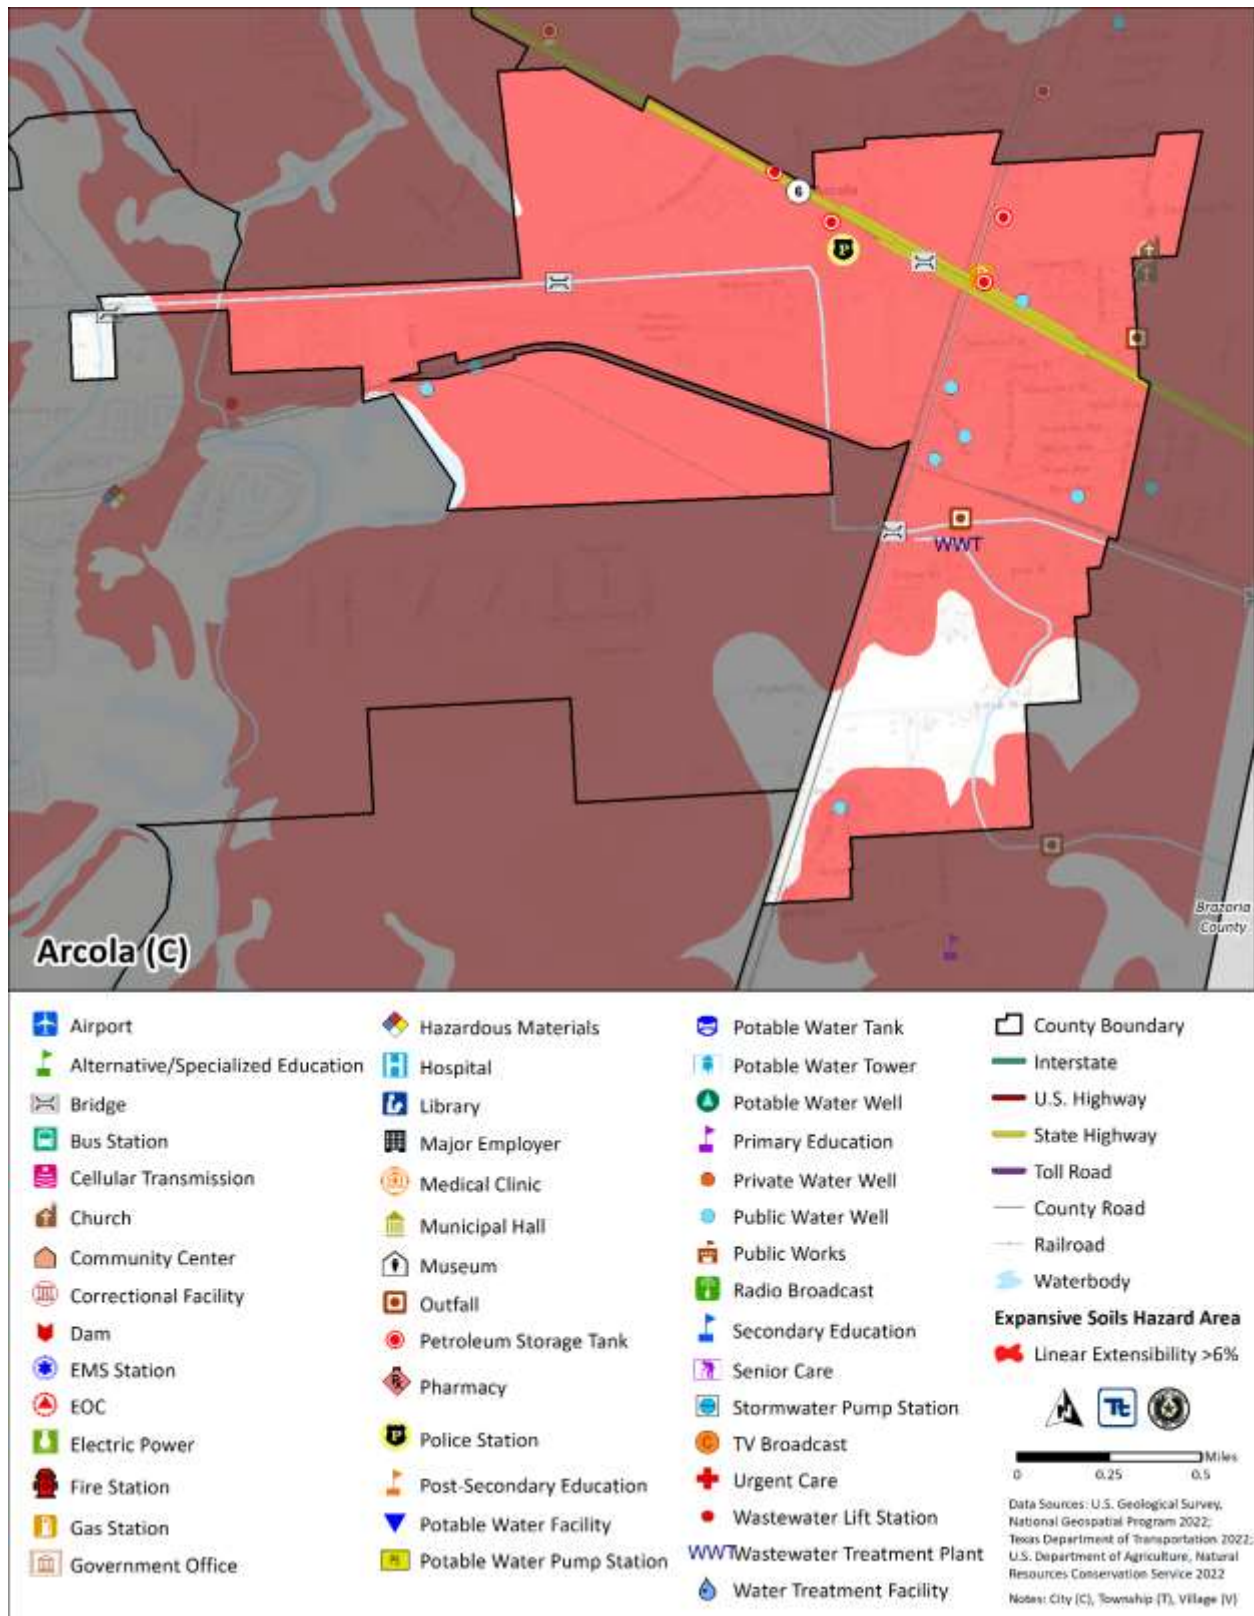 6
Arcola
P
WWT
Brazoria
County
Arcola (C)
Airport
Alternative/Specialized Education
Bridge
Bus Station
Cellular Transmission
Church
Community Center
Correctional Facility
Dam
EMS Station
EOC
Electric Power
Fire Station
Gas Station
Government Office
Hazardous Materials
Hospital
Library
Major Employer
Medical Clinic
Municipal Hall
Museum
Outfall
Petroleum Storage Tank
Pharmacy
Police Station
Post-Secondary Education
Potable Water Facility
Potable Water Pump Station
Potable Water Tank
Potable Water Tower
Potable Water Well
Primary Education
Private Water Well
Public Water Well
Public Works
Radio Broadcast
Secondary Education
Senior Care
Stormwater Pump Station
TV Broadcast
Urgent Care
Wastewater Lift Station
WWT Wastewater Treatment Plant
Water Treatment Facility
County Boundary
Interstate
U.S. Highway
State Highway
Toll Road
County Road
Railroad
Waterbody
Expansive Soils Hazard Area
Linear Extensibility >6%
N
Tt
Miles
0 0.25 0.5
Data Sources: U.S. Geological Survey,
National Geospatial Program 2022;
Texas Department of Transportation 2022;
U.S. Department of Agriculture, Natural
Resources Conservation Service 2022
Notes: City (C), Township (T), Village (V)